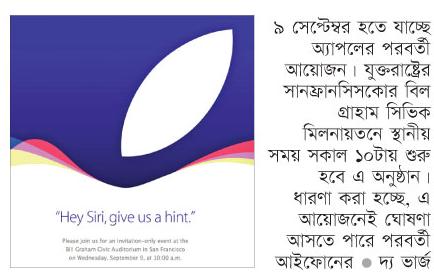 "Hey Siri, give us a hint."
Please join us for an invitation-only event at the
Bill Graham Civic Auditorium in San Francisco
on Wednesday, September 9, at 10:00 a.m.
৯ সেপ্টেম্বর হতে যাচ্ছে
অ্যাপলের পরবর্তী
আয়োজন। যুক্তরাষ্ট্রের
সানফ্রানসিসকোর বিল
গ্রাহাম সিভিক
মিলনায়তনে স্থানীয়
সময় সকাল ১০টায় শুরু
হবে এ অনুষ্ঠান।
ধারণা করা হচ্ছে, এ
আয়োজনেই ঘোষণা
আসতে পারে পরবর্তী
আইফোনের ● দ্য ভার্জ